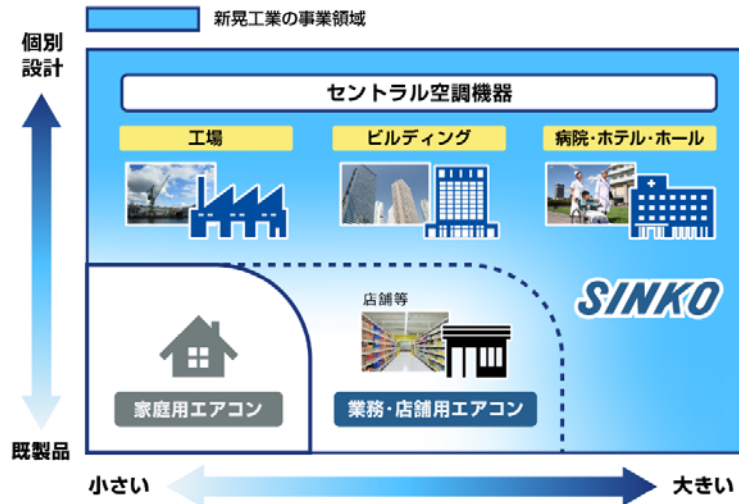 新晃工業の事業領域
個別
設計
セントラル空調機器
工場
ビルディング
病院・ホテル・ホール
SINKO
店舗等
家庭用エアコン
業務・店舗用エアコン
既製品
小さい
大きい